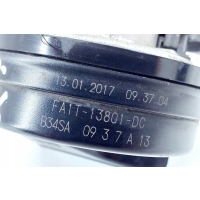 13.01.2017 09.37.04
FA1T-13801-DC
B34SA 09 3 7 A 13